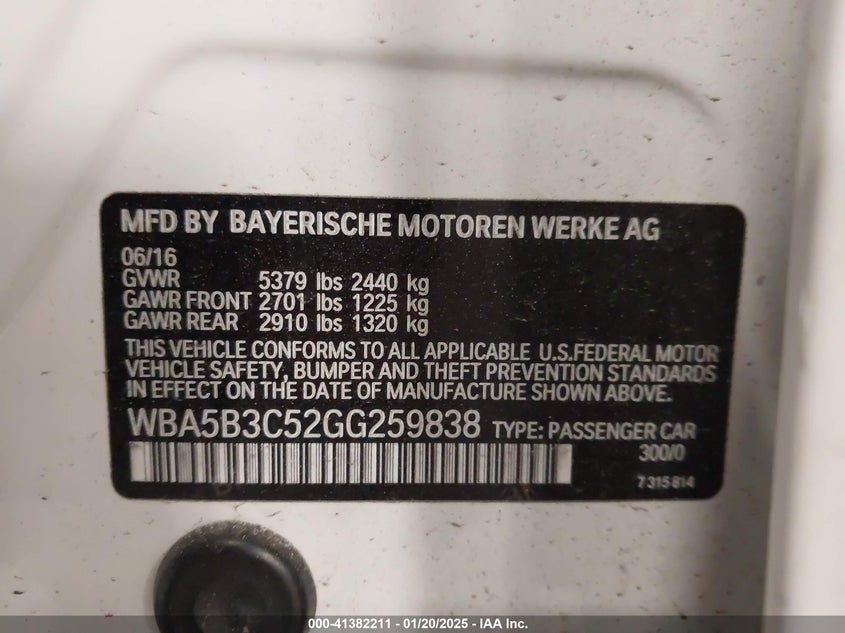 MFD BY BAYERISCHE MOTOREN WERKE AG
06/16
GVWR 5379 lbs 2440 kg
GAWR FRONT 2701 lbs 1225 kg
GAWR REAR 2910 lbs 1320 kg
THIS VEHICLE CONFORMS TO ALL APPLICABLE U.S.FEDERAL MOTOR
VEHICLE SAFETY, BUMPER AND THEFT PREVENTION STANDARDS
IN EFFECT ON THE DATE OF MANUFACTURE SHOWN ABOVE.
WBA5B3C52GG259838 TYPE: PASSENGER CAR
300/0
7 315 814
000-41382211 - 01/20/2025 - IAA Inc.